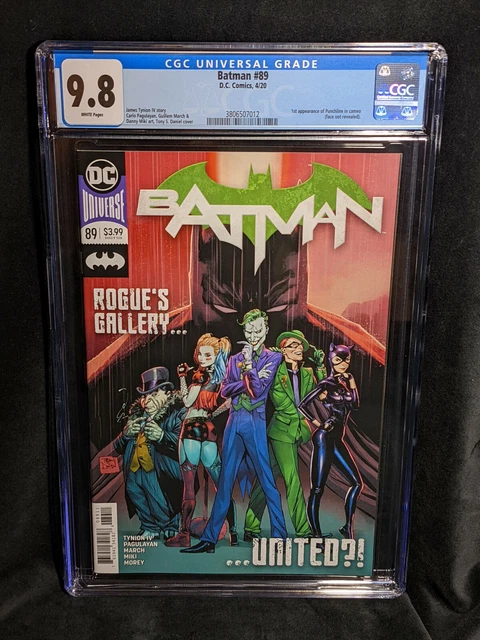 CGC UNIVERSAL GRADE
9.8
WHITE Pages
Batman #89
D.C. Comics, 4/20
James Tynion IV story
Carlo Pagulayan, Guillem March &
Danny Miki art, Tony S. Daniel cover
3806507012
1st appearance of Punchline in cameo
(face not revealed).
CGC
DC
UNIVERSE
89 $3.99
BATMAN
ROGUE'S
GALLERY...
TYNION IV
PAGULAYAN
MARCH
MIKI
MOREY
...UNITED?!